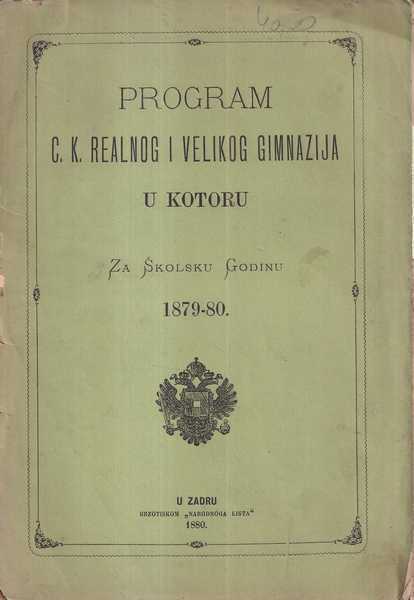 PROGRAM
C. K. REALNOG I VELIKOG GIMNAZIJA
U KOTORU
ZA ŠKOLSKU GODINU
1879-80.
U ZADRU
BRZOTISKOM „NARODNOGA LISTA“
1880.